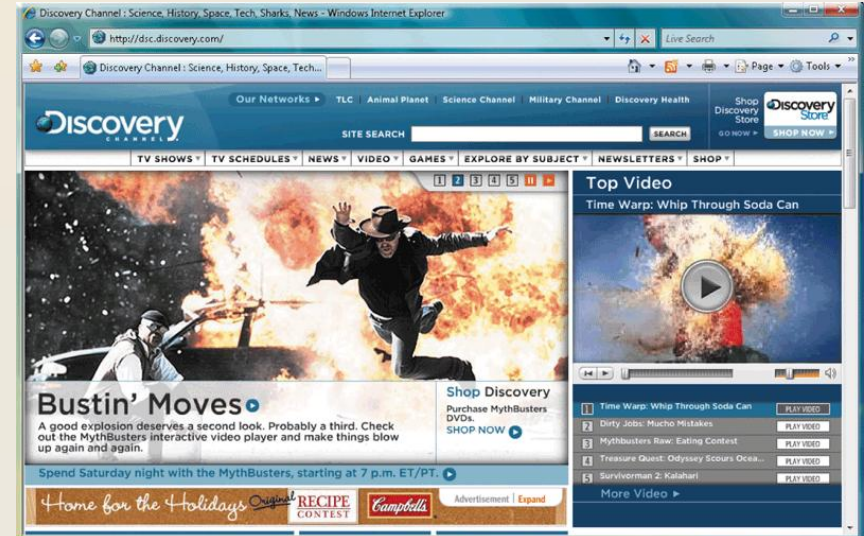 Discovery Channel : Science, History, Space, Tech, Sharks, News - Windows Internet Explorer
http://dsc.discovery.com/
Live Search
Discovery Channel : Science, History, Space, Tech...
Page
Tools
Our Networks
TLC
Animal Planet
Science Channel
Military Channel
Discovery Health
Shop Discovery Store
GO NOW
Discovery Store
SHOP NOW
Discovery
CHANNEL
SITE SEARCH
SEARCH
TV SHOWS
TV SCHEDULES
NEWS
VIDEO
GAMES
EXPLORE BY SUBJECT
NEWSLETTERS
SHOP
1 2 3 4 5
Top Video
Time Warp: Whip Through Soda Can
Bustin' Moves
A good explosion deserves a second look. Probably a third. Check
out the MythBusters interactive video player and make things blow
up again and again.
Shop Discovery
Purchase MythBusters
DVDs.
SHOP NOW
Spend Saturday night with the MythBusters, starting at 7 p.m. ET/PT.
1 Time Warp: Whip Through Soda Can PLAY VIDEO
2 Dirty Jobs: Mucho Mistakes PLAY VIDEO
3 Mythbusters Raw: Eating Contest PLAY VIDEO
4 Treasure Quest: Odyssey Scours Ocea... PLAY VIDEO
5 Survivorman 2: Kalahari PLAY VIDEO
More Video
Home for the Holidays Original RECIPE
CONTEST
Campbell's
Advertisement | Expand